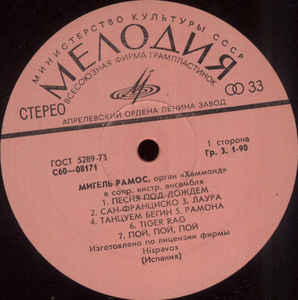 МИНИСТЕРСТВО КУЛЬТУРЫ СССР
МЕЛОДИЯ
ВСЕСОЮЗНАЯ ФИРМА ГРАМПЛАСТИНОК
СТЕРЕО
33
АПРЕЛЕВСКИЙ ОРДЕНА ЛЕНИНА ЗАВОД
ГОСТ 5289-73
С60—08171
1 сторона
Гр. 3. 1-90
МИГЕЛЬ РАМОС, орган «Хаммонд»
в сопр. инстр. ансамбля
1. ПЕСНЯ ПОД ДОЖДЕМ
2. САН-ФРАНЦИСКО 3. ЛАУРА
4. ТАНЦУЕМ БЕГИН 5. РАМОНА
6. TIGER RAG
7. ПОЙ, ПОЙ, ПОЙ
Изготовлено по лицензии фирмы
Hispavox
(Испания)